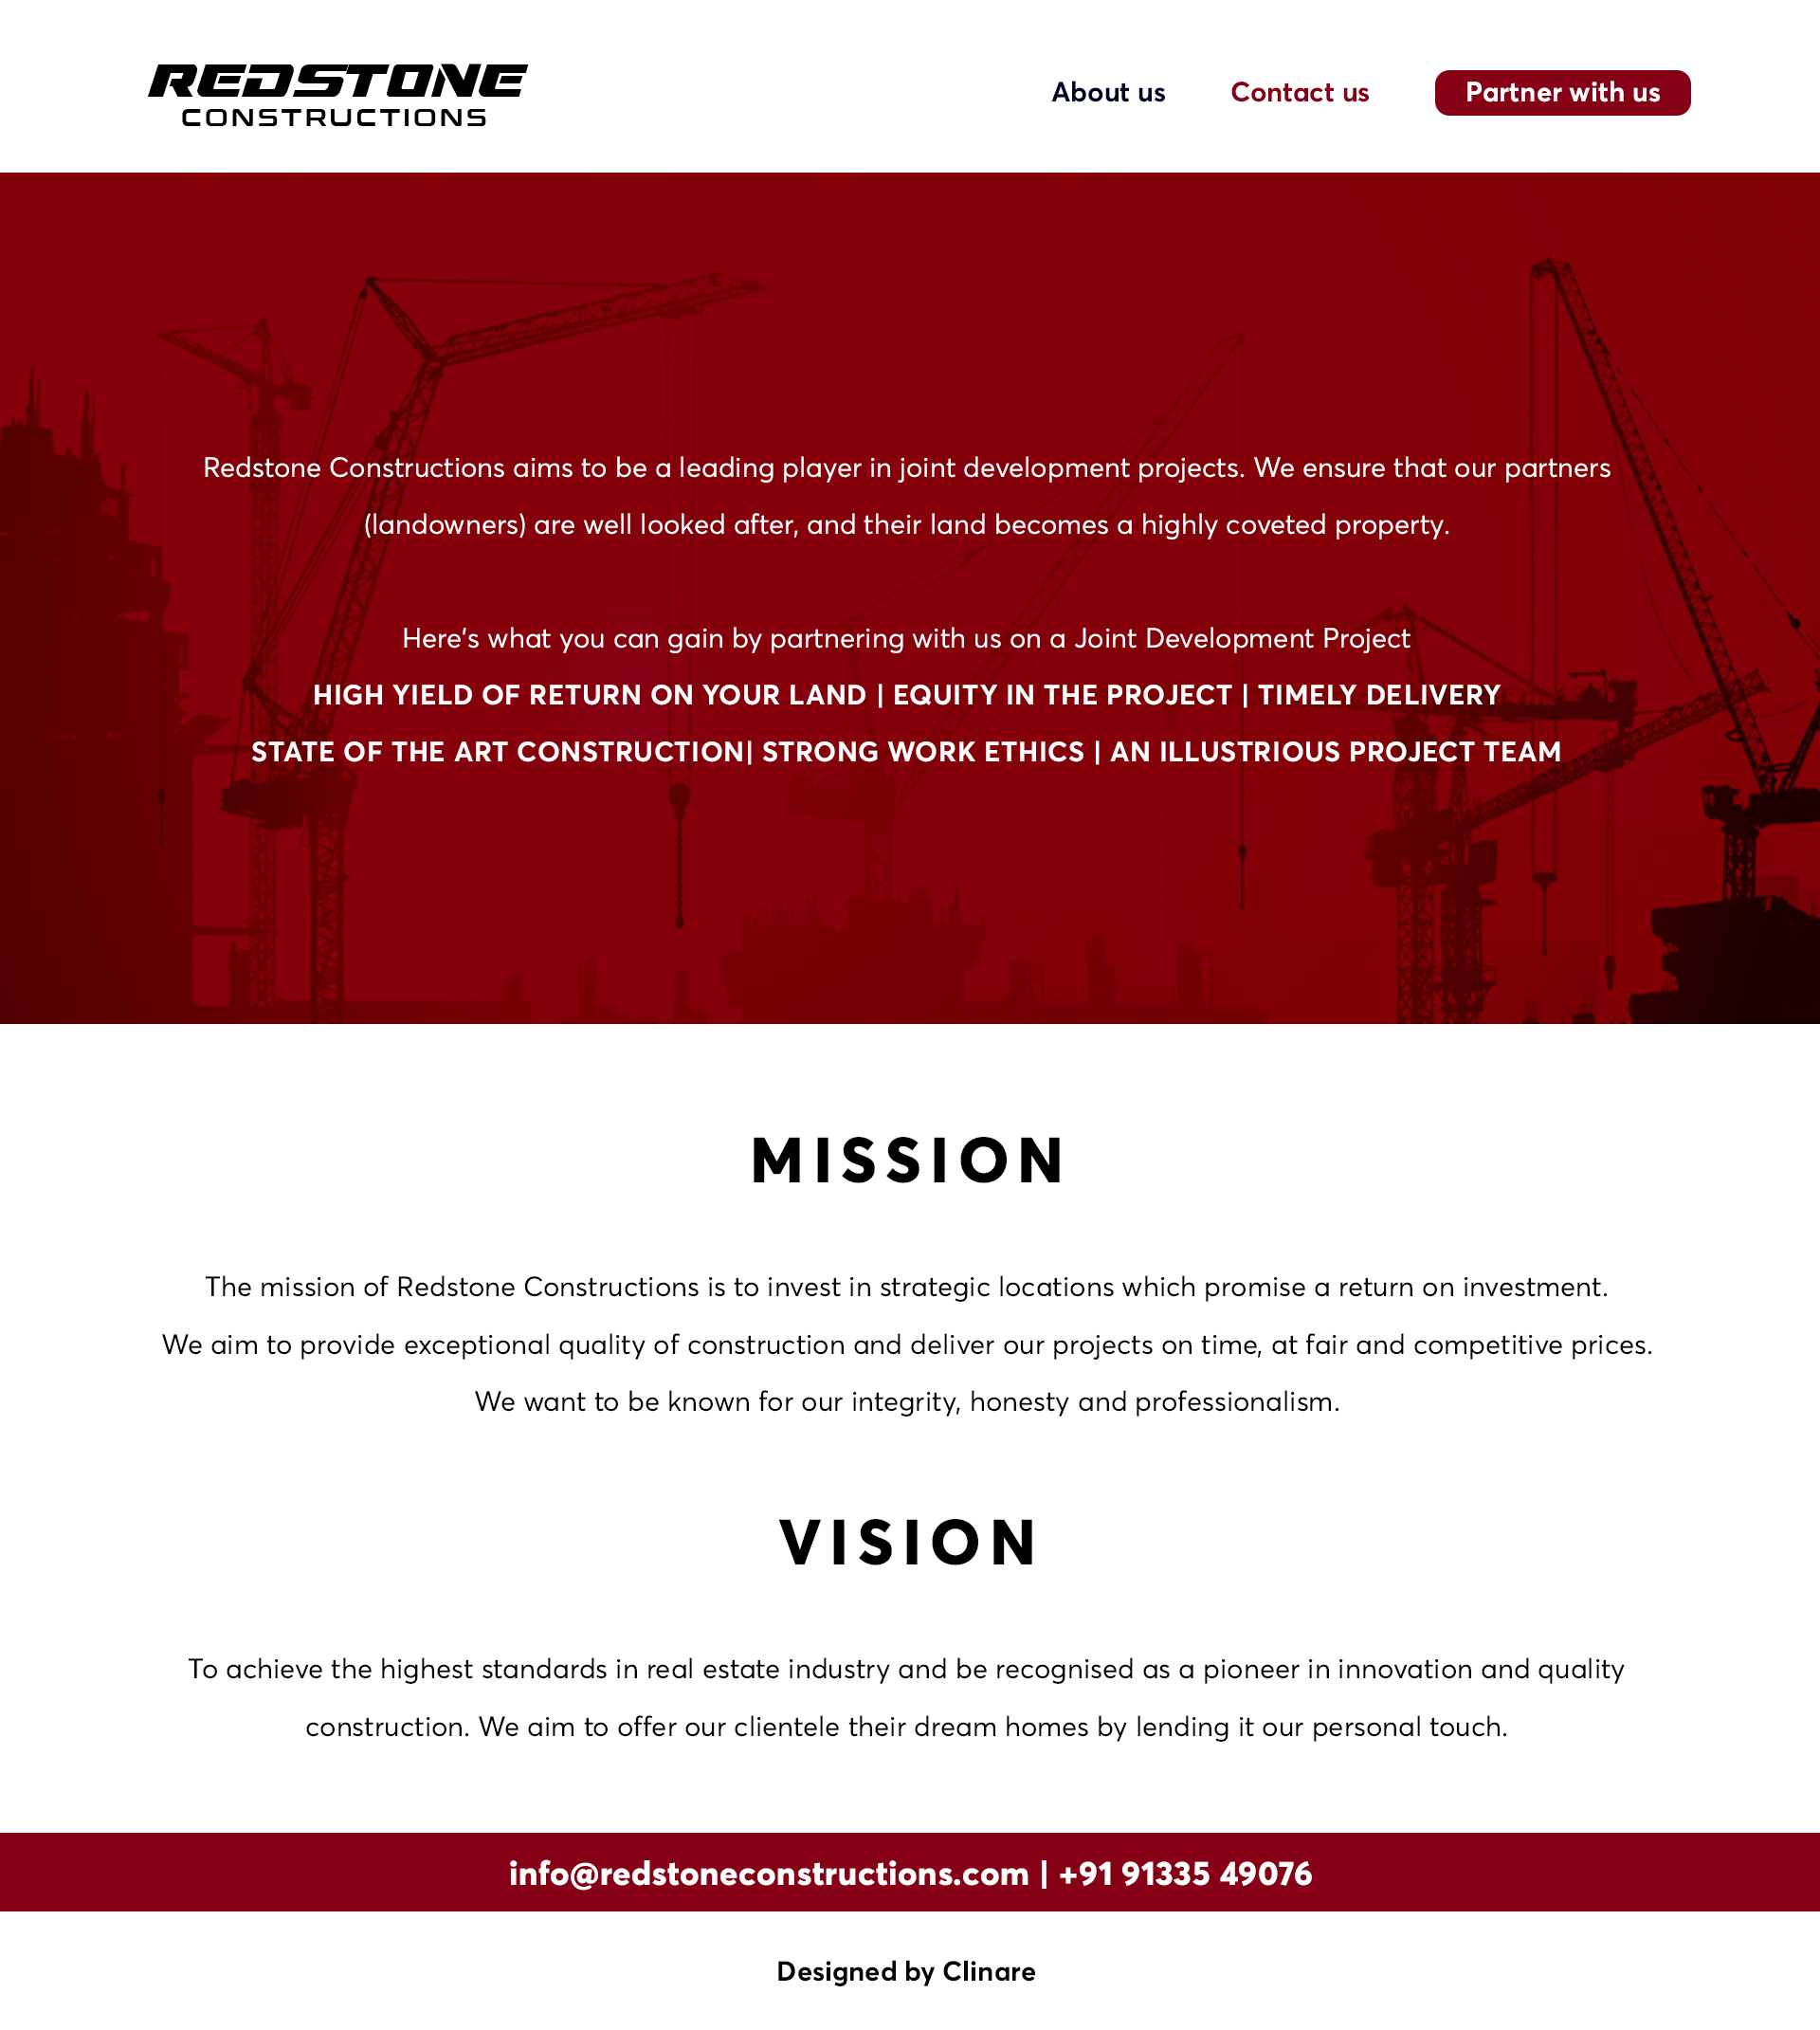 REDSTONE
CONSTRUCTIONS
About us
Contact us
Partner with us
Redstone Constructions aims to be a leading player in joint development projects. We ensure that our partners
(landowners) are well looked after, and their land becomes a highly coveted property.
Here's what you can gain by partnering with us on a Joint Development Project
HIGH YIELD OF RETURN ON YOUR LAND | EQUITY IN THE PROJECT | TIMELY DELIVERY
STATE OF THE ART CONSTRUCTION| STRONG WORK ETHICS | AN ILLUSTRIOUS PROJECT TEAM
MISSION
The mission of Redstone Constructions is to invest in strategic locations which promise a return on investment.
We aim to provide exceptional quality of construction and deliver our projects on time, at fair and competitive prices.
We want to be known for our integrity, honesty and professionalism.
VISION
To achieve the highest standards in real estate industry and be recognised as a pioneer in innovation and quality
construction. We aim to offer our clientele their dream homes by lending it our personal touch.
info@redstoneconstructions.com | +91 91335 49076
Designed by Clinare